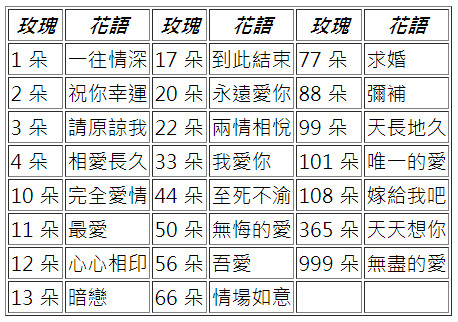 玫瑰 花語 玫瑰 花語 玫瑰 花語
1 朵 一往情深 17 朵 到此結束 77 朵 求婚
2 朵 祝你幸運 20 朵 永遠愛你 88 朵 彌補
3 朵 請原諒我 22 朵 兩情相悅 99 朵 天長地久
4 朵 相愛長久 33 朵 我愛你 101 朵 唯一的愛
10 朵 完全愛情 44 朵 至死不渝 108 朵 嫁給我吧
11 朵 最愛 50 朵 無悔的愛 365 朵 天天想你
12 朵 心心相印 56 朵 吾愛 999 朵 無盡的愛
13 朵 暗戀 66 朵 情場如意